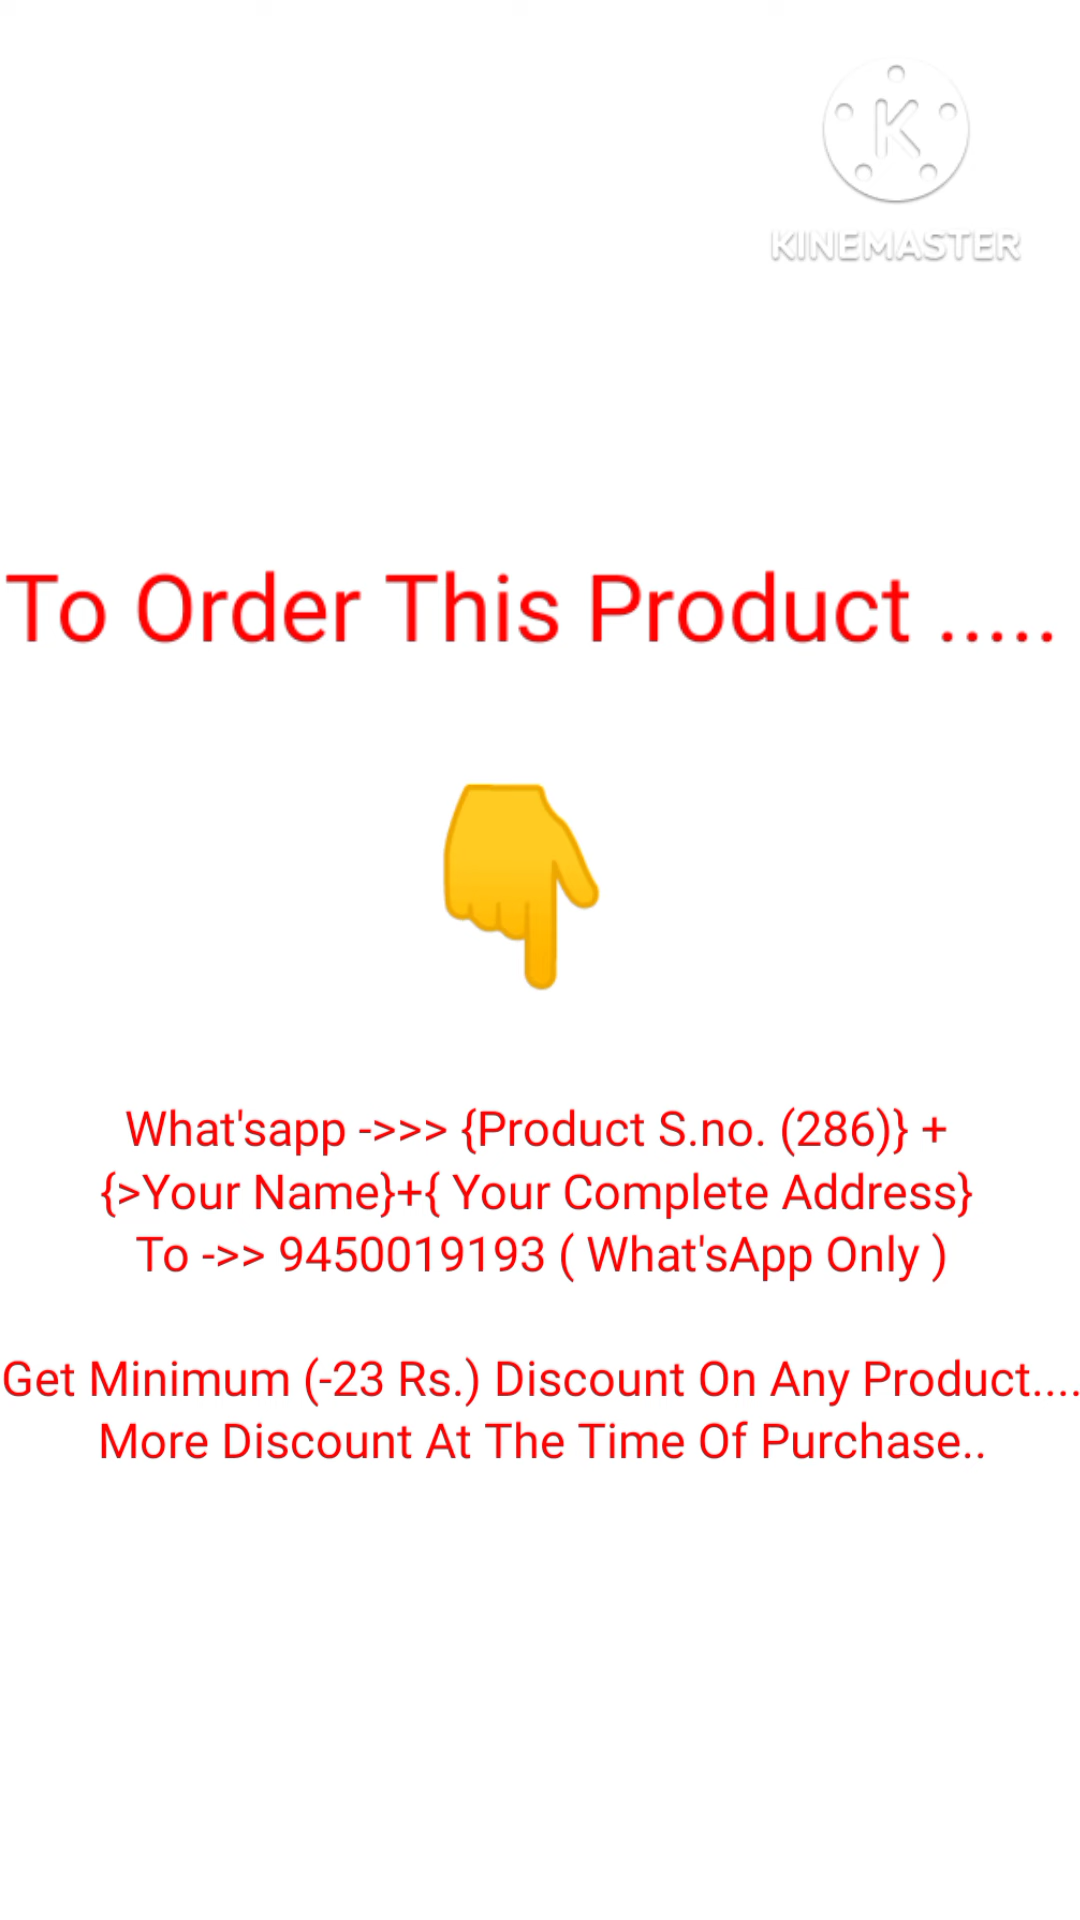 KINEMASTER
To Order This Product .....
What'sapp ->>> {Product S.no. (286)} +
{>Your Name}+{ Your Complete Address}
To ->> 9450019193 ( What'sApp Only )
Get Minimum (-23 Rs.) Discount On Any Product....
More Discount At The Time Of Purchase..